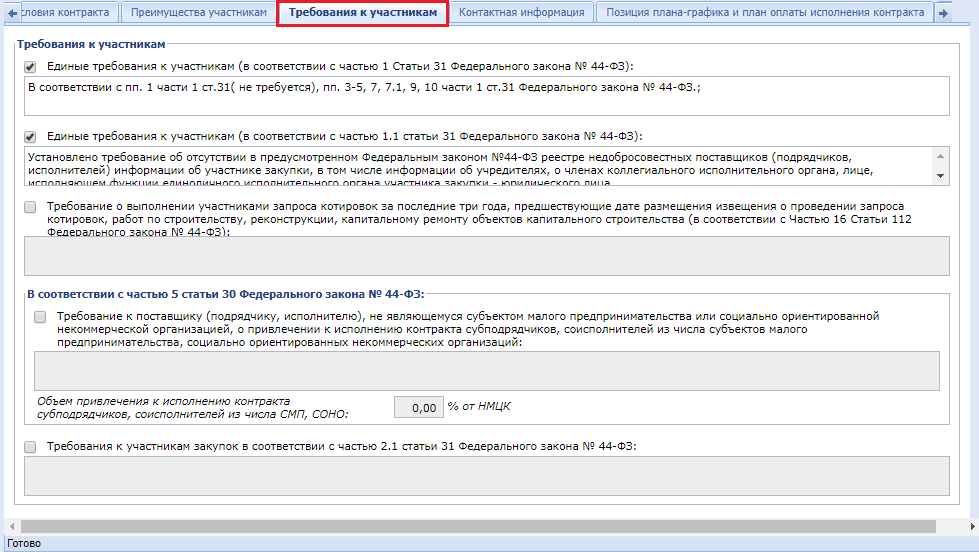 словия контракта
Преимущества участникам
Требования к участникам
Контактная информация
Позиция плана-графика и план оплаты исполнения контракта
Требования к участникам
Единые требования к участникам (в соответствии с частью 1 Статьи 31 Федерального закона № 44-ФЗ):
В соответствии с пп. 1 части 1 ст.31( не требуется), пп. 3-5, 7, 7.1, 9, 10 части 1 ст.31 Федерального закона № 44-ФЗ.;
Единые требования к участникам (в соответствии с частью 1.1 статьи 31 Федерального закона № 44-ФЗ):
Установлено требование об отсутствии в предусмотренном Федеральным законом №44-ФЗ реестре недобросовестных поставщиков (подрядчиков,
исполнителей) информации об участнике закупки, в том числе информации об учредителях, о членах коллегиального исполнительного органа, лице,
исполняющем функции единоличного исполнительного органа участника закупки - юридического лица
Требование о выполнении участниками запроса котировок за последние три года, предшествующие дате размещения извещения о проведении запроса
котировок, работ по строительству, реконструкции, капитальному ремонту объектов капитального строительства (в соответствии с Частью 16 Статьи 112
Федерального закона № 44-ФЗ):
В соответствии с частью 5 статьи 30 Федерального закона № 44-ФЗ:
Требование к поставщику (подрядчику, исполнителю), не являющемуся субъектом малого предпринимательства или социально ориентированной
некоммерческой организацией, о привлечении к исполнению контракта субподрядчиков, соисполнителей из числа субъектов малого
предпринимательства, социально ориентированных некоммерческих организаций:
Объем привлечения к исполнению контракта
субподрядчиков, соисполнителей из числа СМП, СОНО:
0,00
% от НМЦК
Требования к участникам закупок в соответствии с частью 2.1 статьи 31 Федерального закона № 44-ФЗ:
Готово